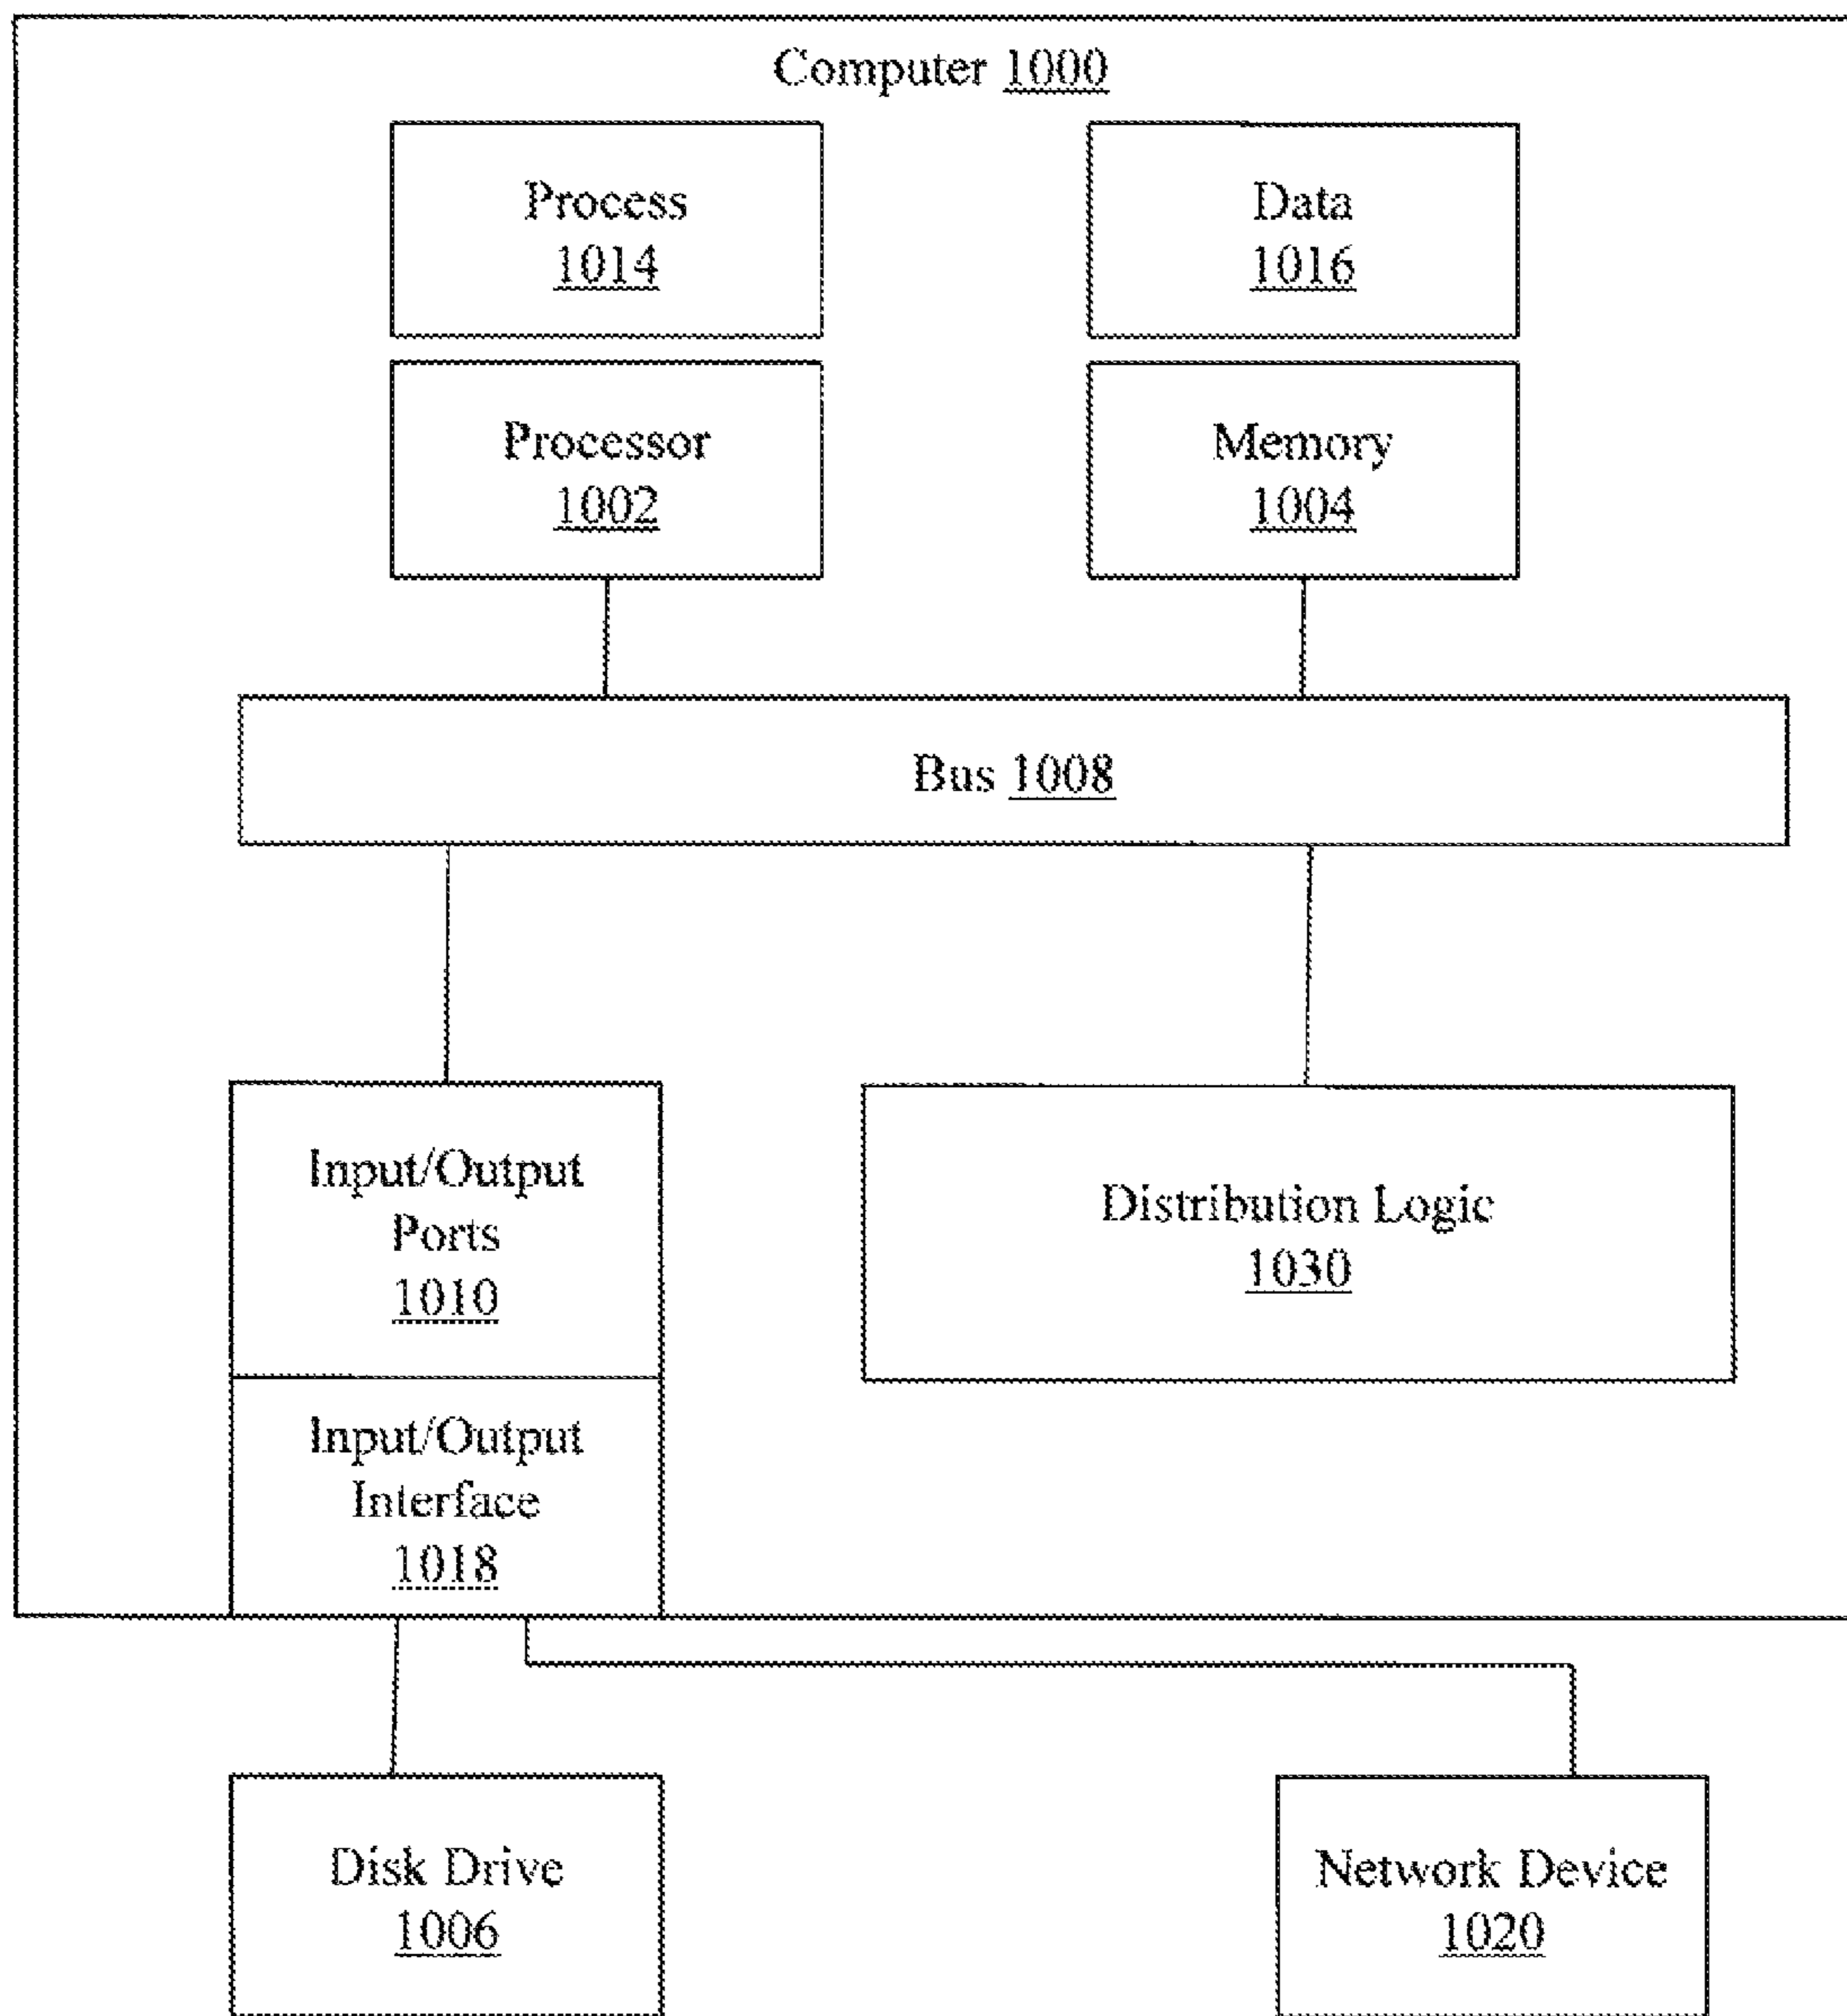 Computer 1000
Process
1014
Data
1016
Processor
1002
Memory
1004
Bus 1008
Input/Output
Ports
1010
Distribution Logic
1030
Input/Output
Interface
1018
Disk Drive
1006
Network Device
1020